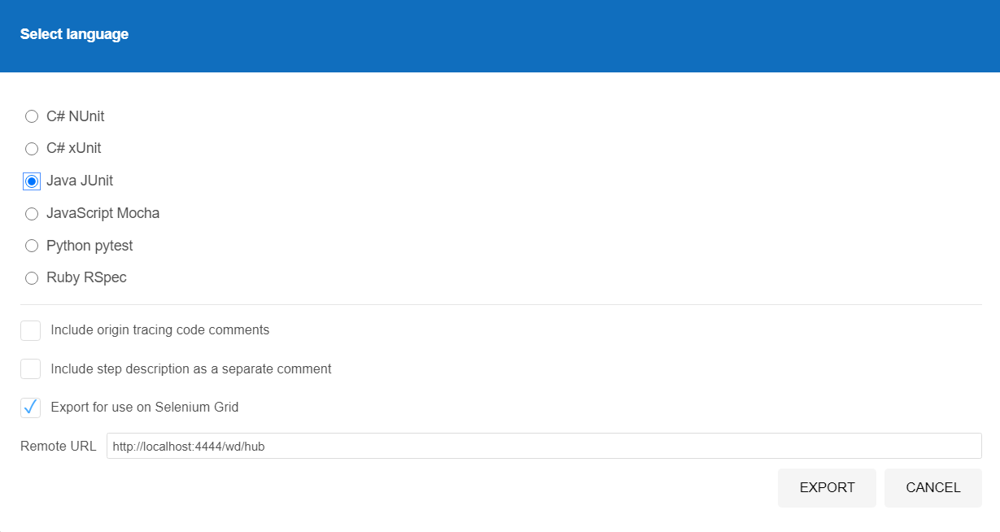 Select language
C# NUnit
C# xUnit
Java JUnit
JavaScript Mocha
Python pytest
Ruby RSpec
Include origin tracing code comments
Include step description as a separate comment
Export for use on Selenium Grid
Remote URL http://localhost:4444/wd/hub
EXPORT CANCEL